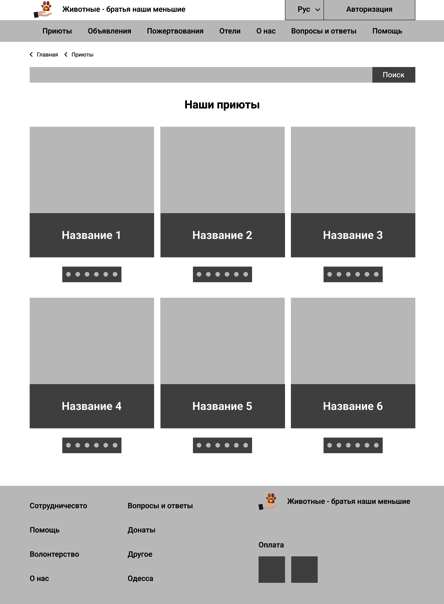 Животные - братья наши меньшие
Рус
Авторизация
Приюты Объявления Пожертвования Отели О нас Вопросы и ответы Помощь
Главная Приюты
Поиск
Наши приюты
Название 1 Название 2 Название 3
Название 4 Название 5 Название 6
Сотрудничесвто
Помощь
Волонтерство
О нас
Вопросы и ответы
Донаты
Другое
Одесса
Животные - братья наши меньшие
Оплата